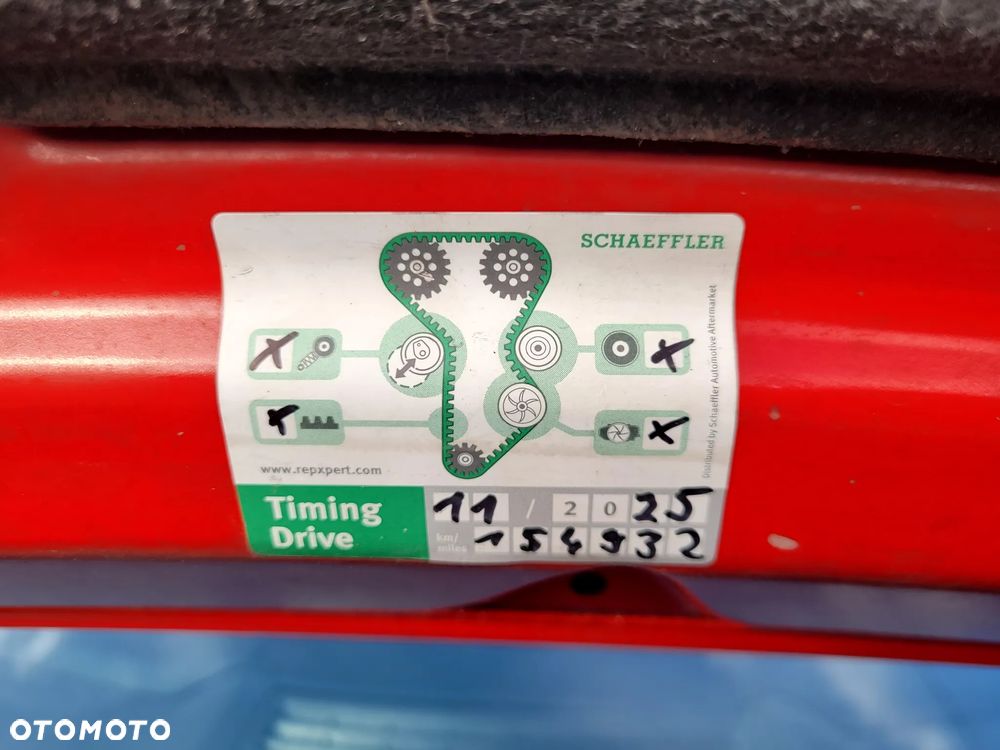 SCHAEFFLER
Distributed by Schaeffler Automotive Aftermarket
X
X
X
X
www.repxpert.com
Timing
Drive
11 / 2025
km/
miles
154932
OTOMOTO